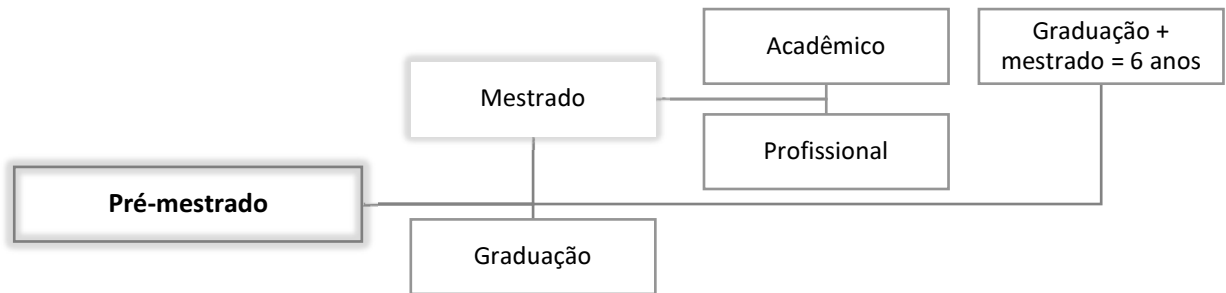 Acadêmico
Graduação +
mestrado = 6 anos
Mestrado
Profissional
Pré-mestrado
Graduação